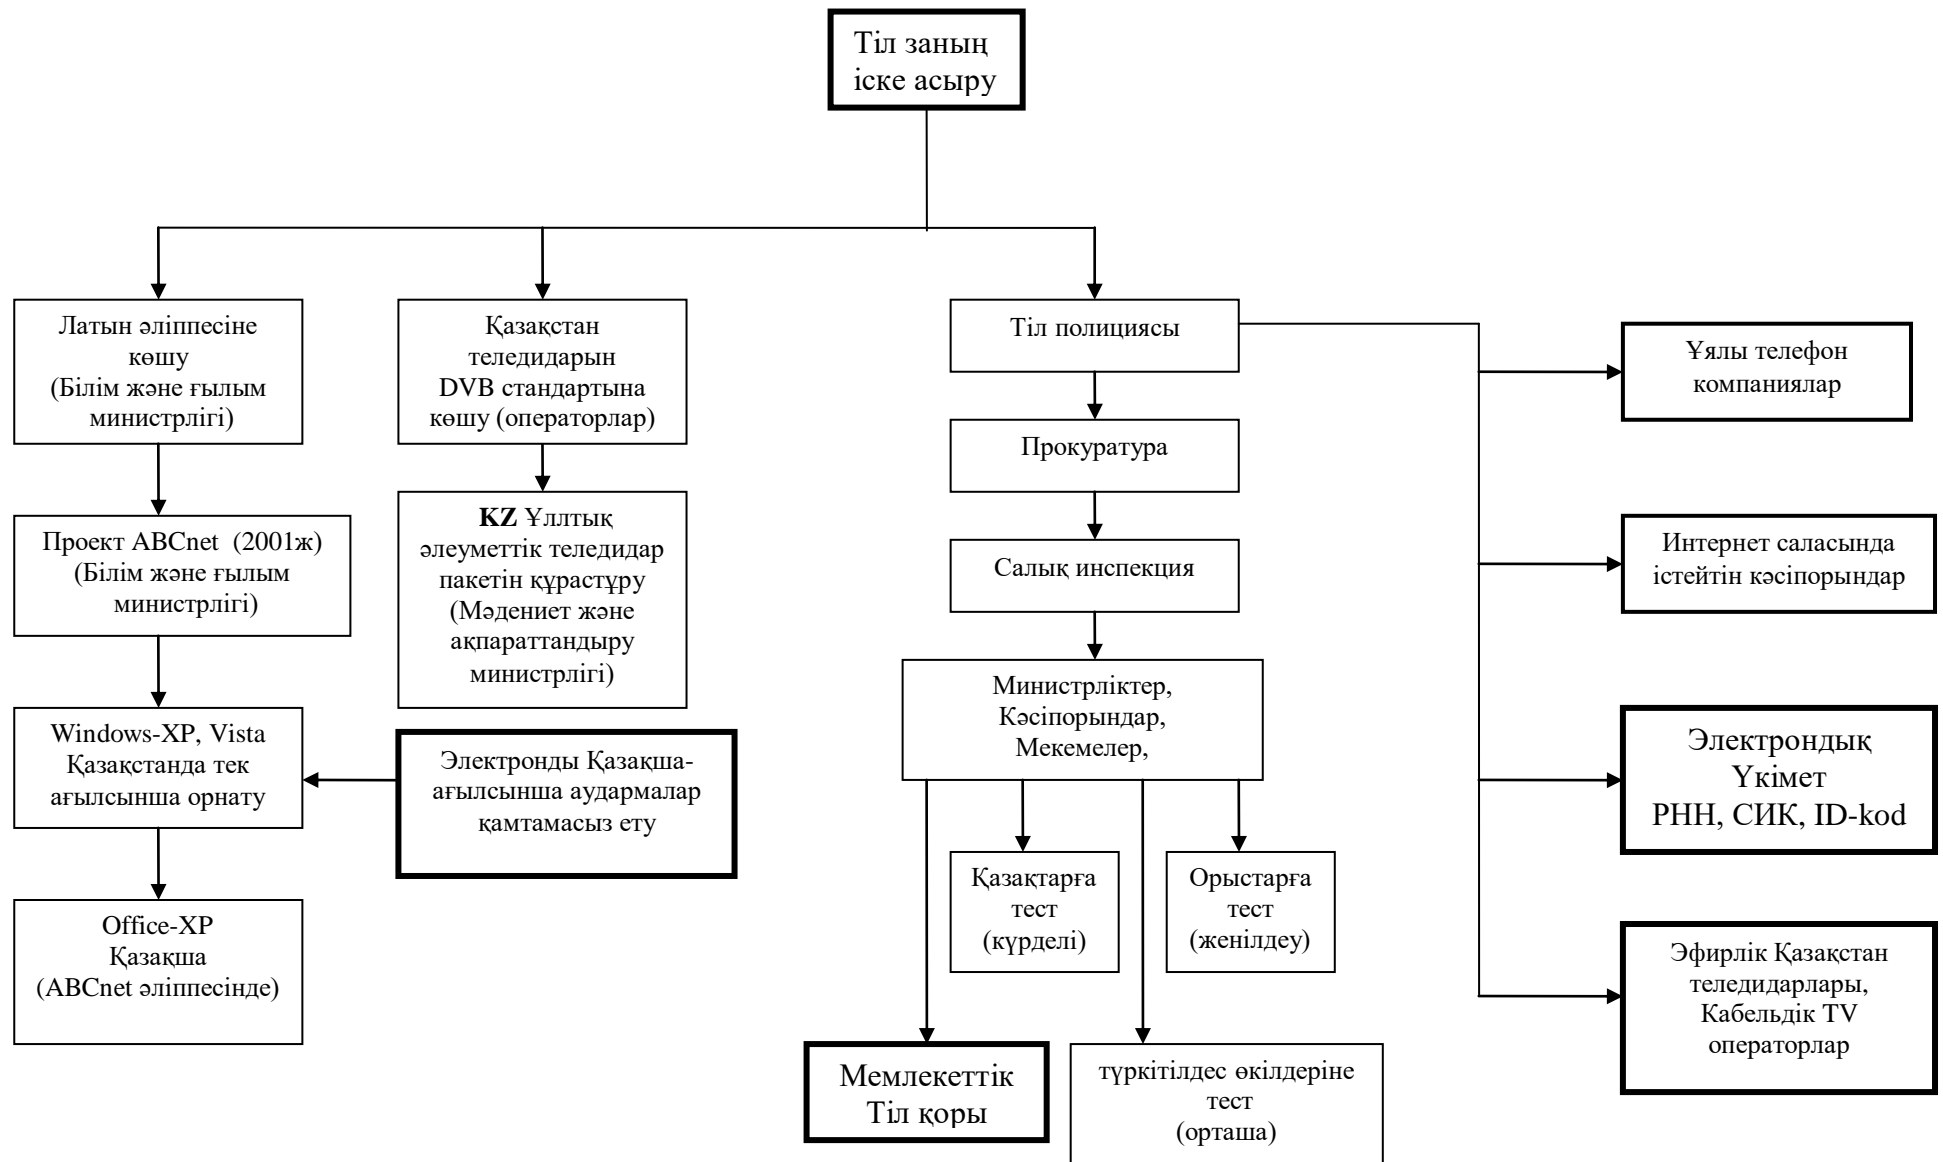 Тіл заның
іске асыру
Латын әліппесіне
көшу
(Білім және ғылым
министрлігі)
Қазақстан
теледидарын
DVB стандартына
көшу (операторлар)
Тіл полициясы
Ұялы телефон
компаниялар
Прокуратура
Проект ABCnet (2001ж)
(Білім және ғылым
министрлігі)
KZ Ұллтық
әлеуметтік теледидар
пакетін құрастұру
(Мәдениет және
ақпараттандыру
министрлігі)
Салық инспекция
Интернет саласында
істейтін кәсіпорындар
Министрліктер,
Кәсіпорындар,
Мекемелер,
Windows-XP, Vista
Қазақстанда тек
ағылсынша орнату
Электронды Қазақша-
ағылсынша аудармалар
қамтамасыз ету
Электрондық
Үкімет
РНН, СИК, ID-kod
Office-XP
Қазақша
(ABCnet әліппесінде)
Қазақтарға
тест
(күрделі)
Орыстарға
тест
(женілдеу)
Эфирлік Қазақстан
теледидарлары,
Кабельдік TV
операторлар
Мемлекеттік
Тіл қоры
түркітілдес өкілдеріне
тест
(орташа)